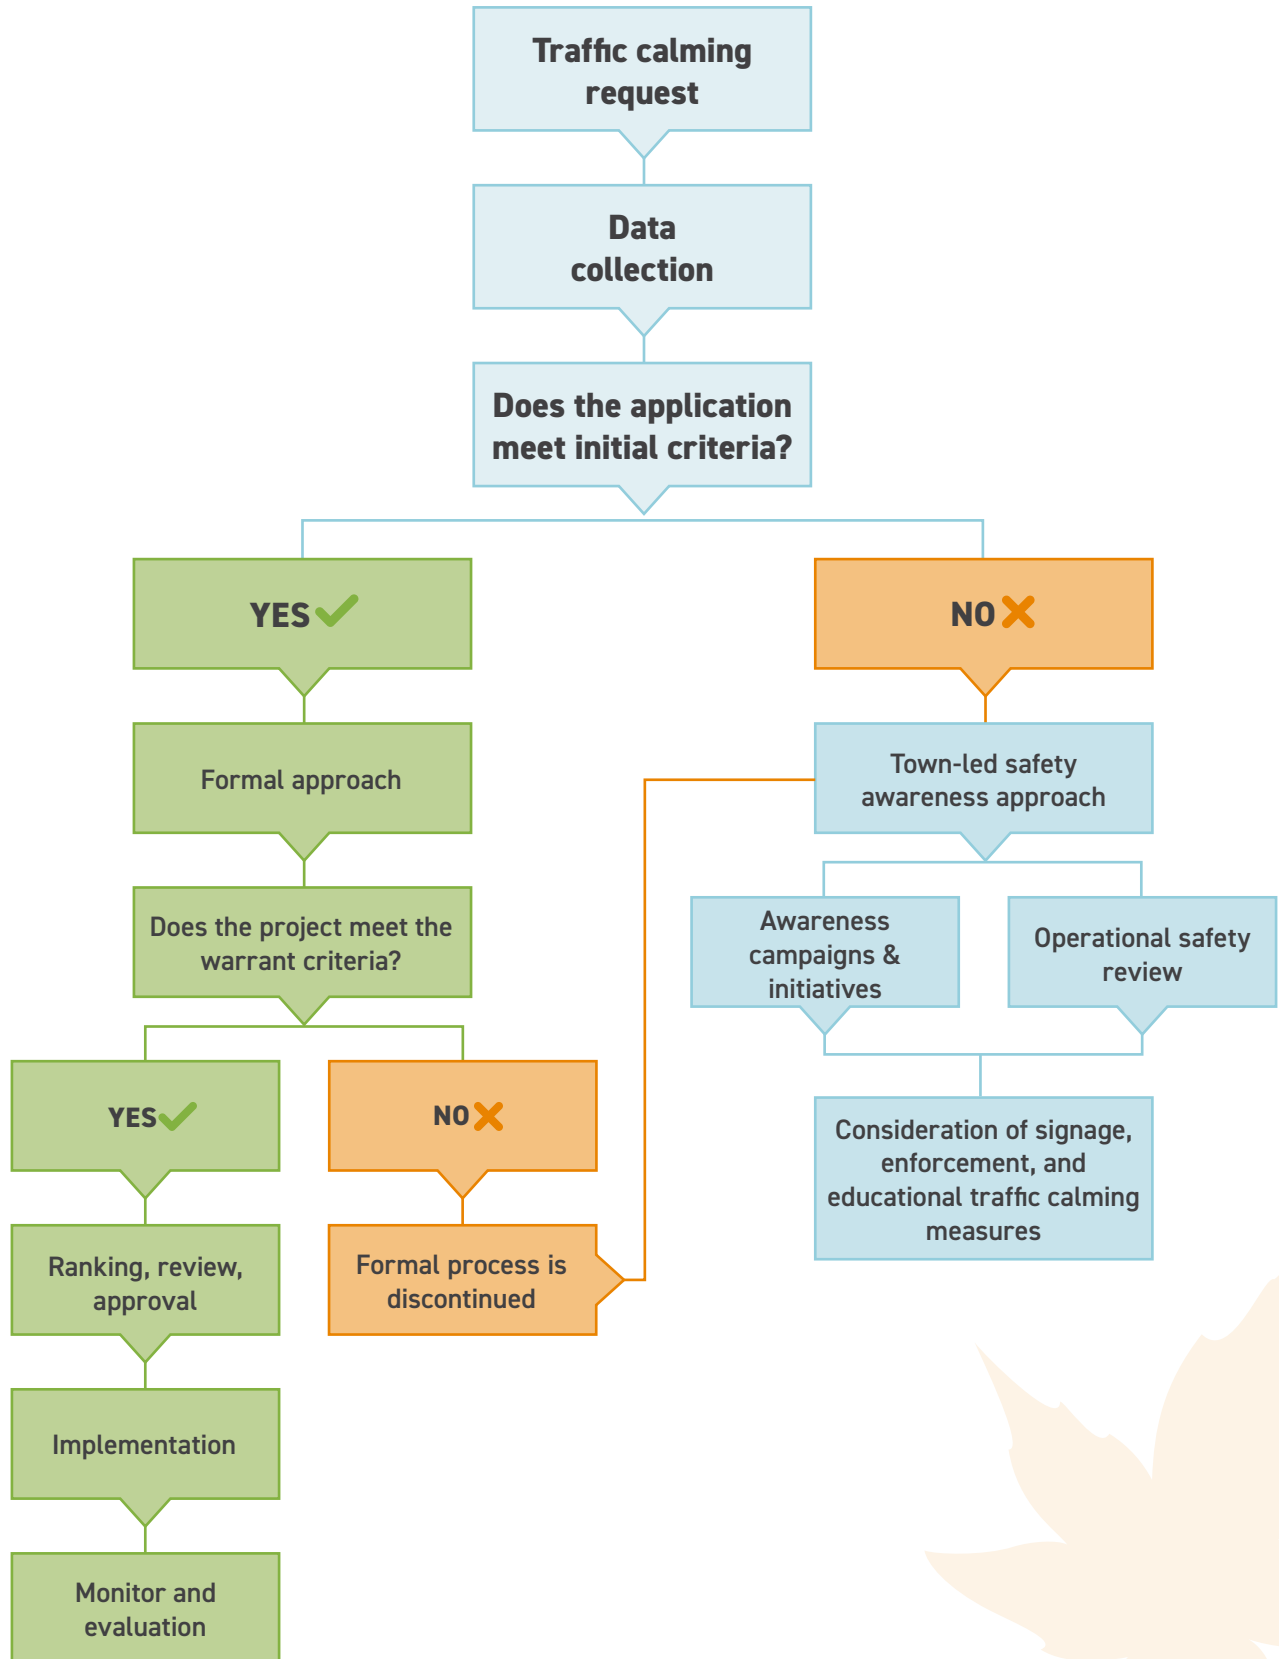 Traffic calming
request
Data
collection
Does the application
meet initial criteria?
YES
NO
Formal approach
Town-led safety
awareness approach
Does the project meet the
warrant criteria?
Awareness
campaigns &
initiatives
Operational safety
review
YES
NO
Consideration of signage,
enforcement, and
educational traffic calming
measures
Ranking, review,
approval
Formal process is
discontinued
Implementation
Monitor and
evaluation